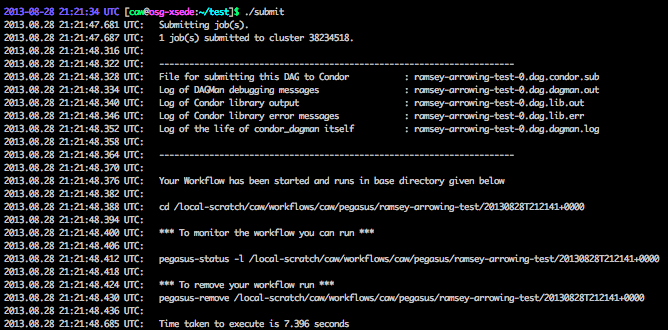 2013-08-28 21:21:34 UTC [caw@osg-xsede:~/test]$ ./submit
2013.08.28 21:21:47.681 UTC:   Submitting job(s).
2013.08.28 21:21:47.687 UTC:   1 job(s) submitted to cluster 38234518.
2013.08.28 21:21:48.316 UTC:
2013.08.28 21:21:48.322 UTC:   -----------------------------------------------------------------------
2013.08.28 21:21:48.328 UTC:   File for submitting this DAG to Condor           : ramsey-arrowing-test-0.dag.condor.sub
2013.08.28 21:21:48.334 UTC:   Log of DAGMan debugging messages                 : ramsey-arrowing-test-0.dag.dagman.out
2013.08.28 21:21:48.340 UTC:   Log of Condor library output                     : ramsey-arrowing-test-0.dag.lib.out
2013.08.28 21:21:48.346 UTC:   Log of Condor library error messages             : ramsey-arrowing-test-0.dag.lib.err
2013.08.28 21:21:48.352 UTC:   Log of the life of condor_dagman itself          : ramsey-arrowing-test-0.dag.dagman.log
2013.08.28 21:21:48.358 UTC:
2013.08.28 21:21:48.364 UTC:   -----------------------------------------------------------------------
2013.08.28 21:21:48.370 UTC:
2013.08.28 21:21:48.376 UTC:   Your Workflow has been started and runs in base directory given below
2013.08.28 21:21:48.382 UTC:
2013.08.28 21:21:48.388 UTC:   cd /local-scratch/caw/workflows/caw/pegasus/ramsey-arrowing-test/20130828T212141+0000
2013.08.28 21:21:48.394 UTC:
2013.08.28 21:21:48.400 UTC:   *** To monitor the workflow you can run ***
2013.08.28 21:21:48.406 UTC:
2013.08.28 21:21:48.412 UTC:   pegasus-status -l /local-scratch/caw/workflows/caw/pegasus/ramsey-arrowing-test/20130828T212141+0000
2013.08.28 21:21:48.418 UTC:
2013.08.28 21:21:48.424 UTC:   *** To remove your workflow run ***
2013.08.28 21:21:48.430 UTC:   pegasus-remove /local-scratch/caw/workflows/caw/pegasus/ramsey-arrowing-test/20130828T212141+0000
2013.08.28 21:21:48.436 UTC:
2013.08.28 21:21:48.685 UTC:   Time taken to execute is 7.396 seconds